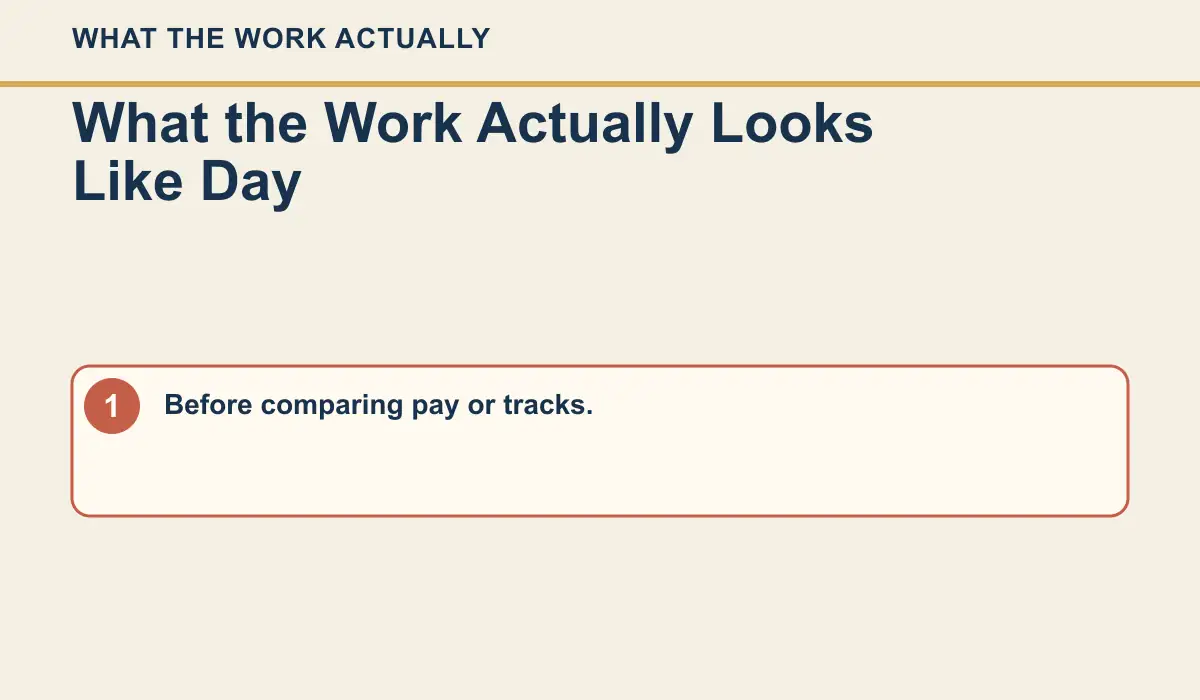 WHAT THE WORK ACTUALLY
What the Work Actually Looks
Like Day
1
Before comparing pay or tracks.